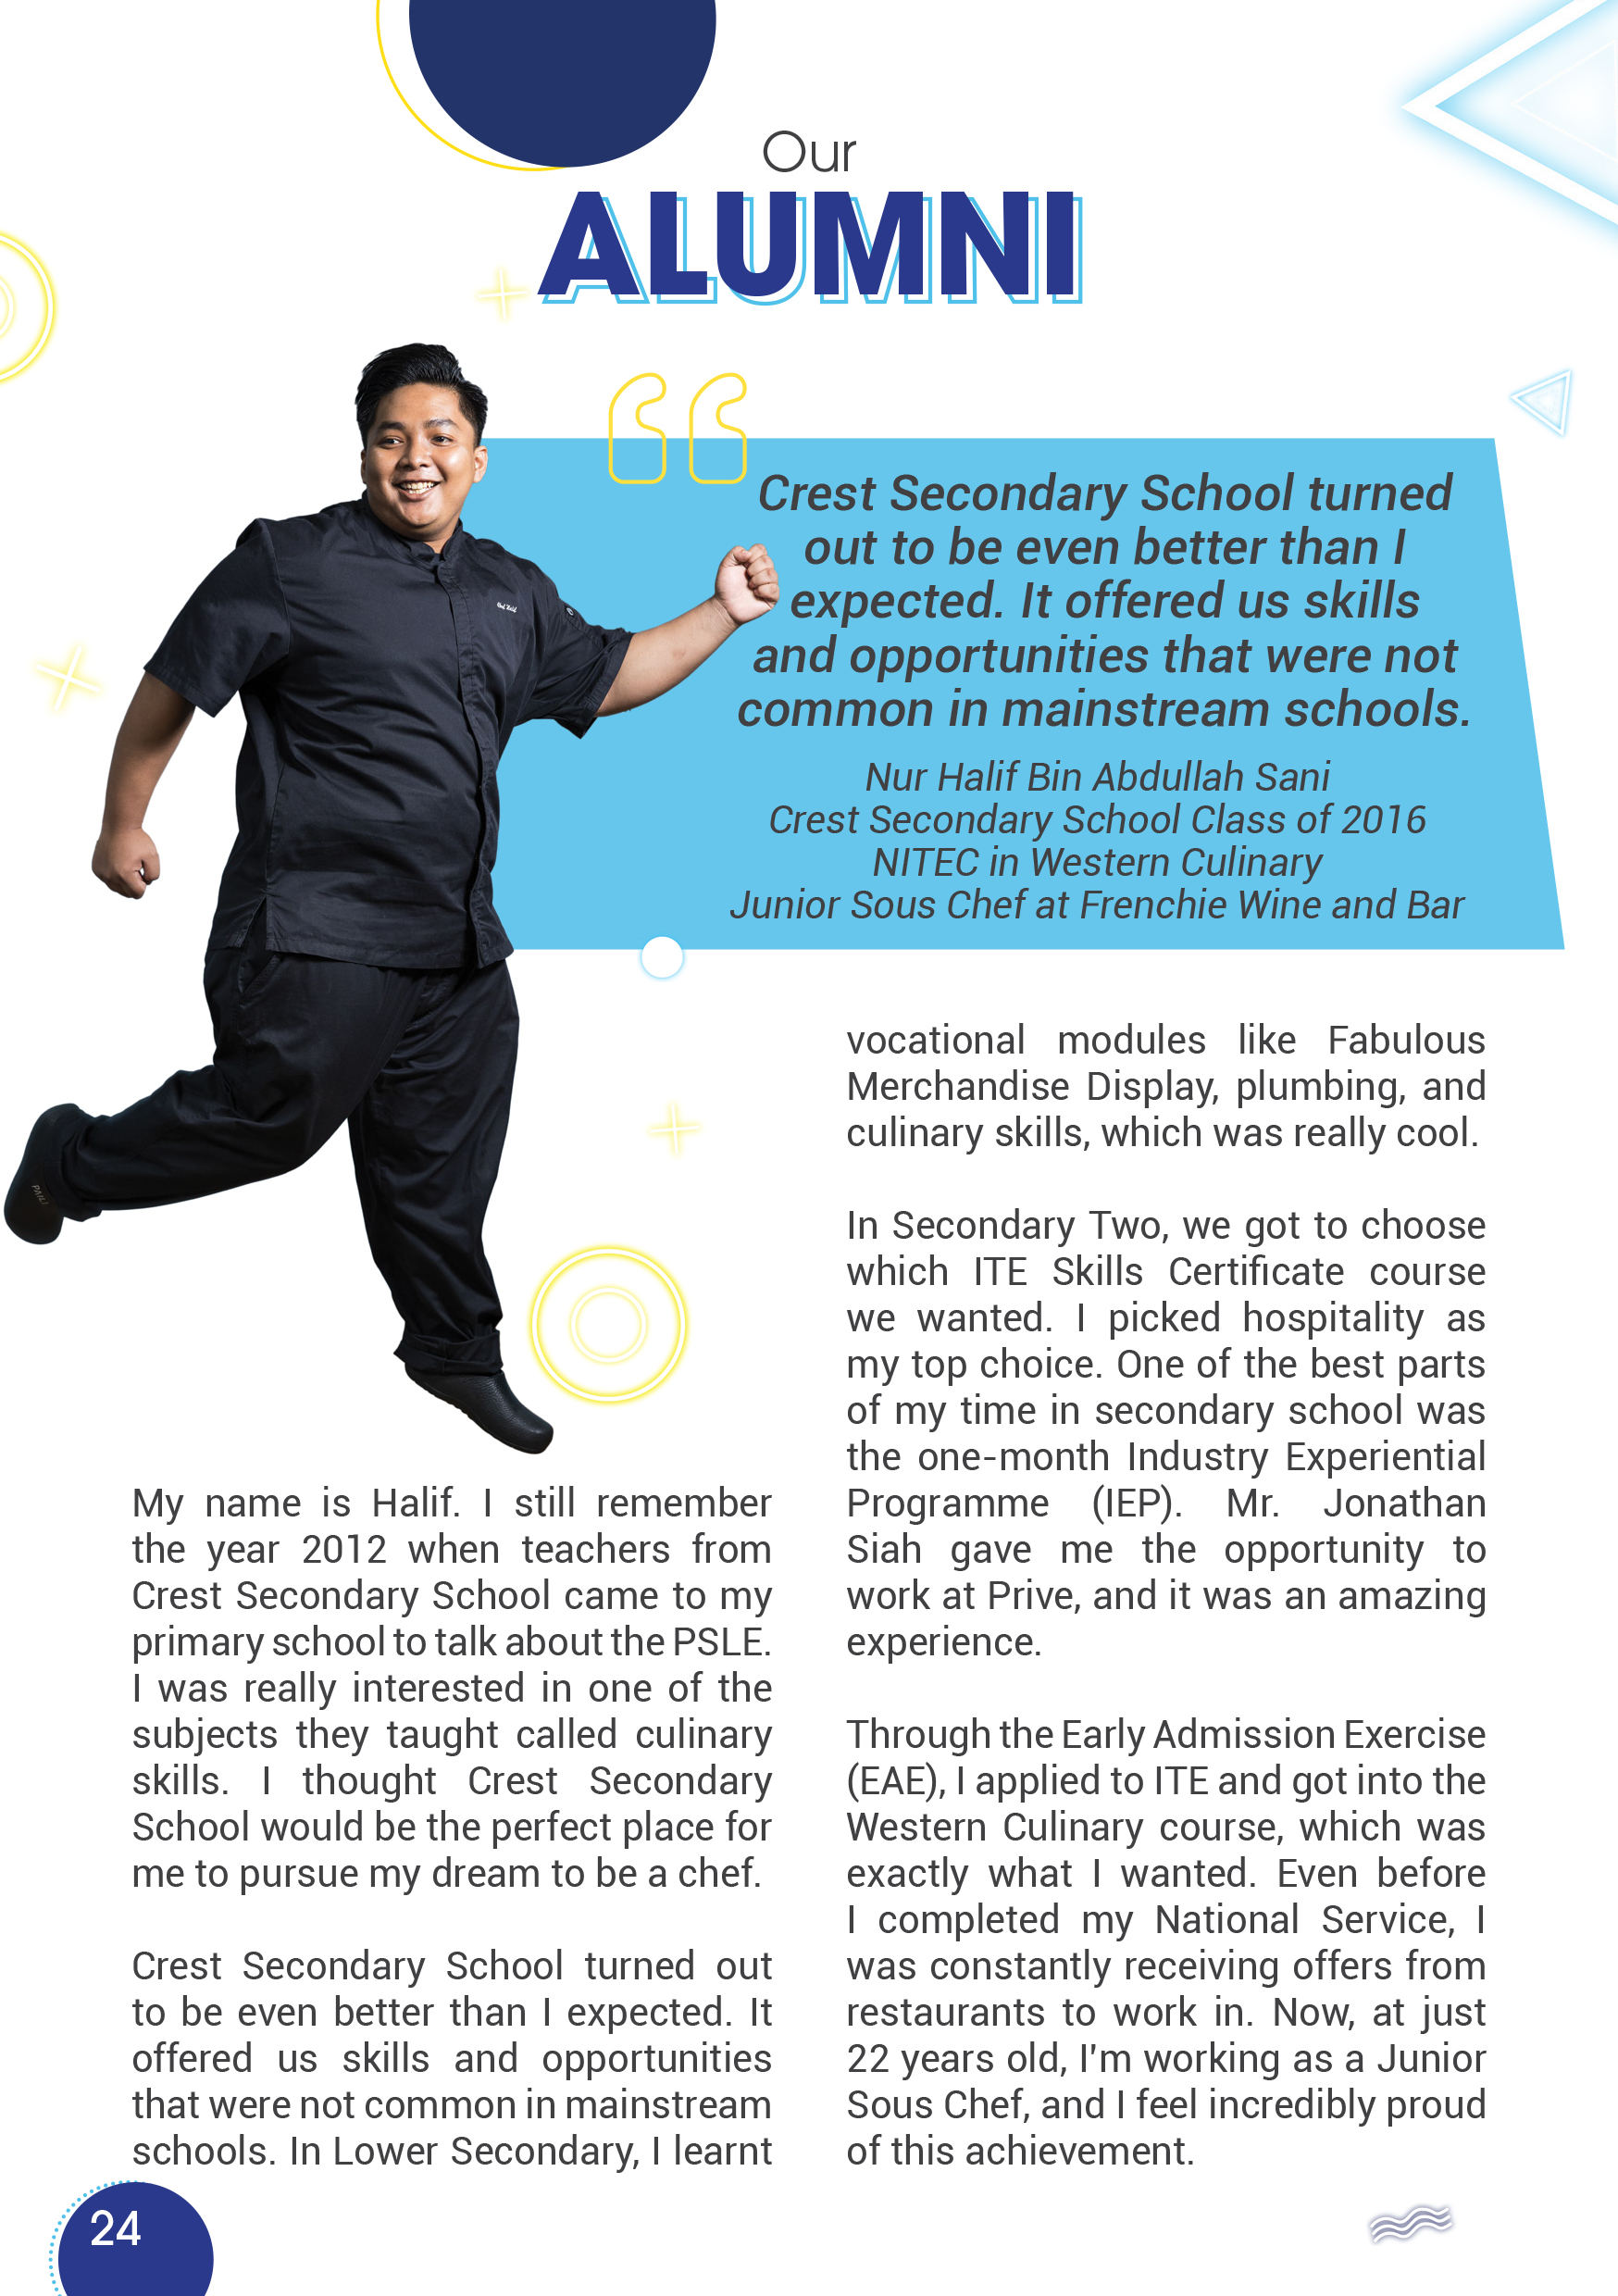 Our
ALUMNI
Crest Secondary School turned
out to be even better than I
expected. It offered us skills
and opportunities that were not
common in mainstream schools.
Nur Halif Bin Abdullah Sani
Crest Secondary School Class of 2016
NITEC in Western Culinary
Junior Sous Chef at Frenchie Wine and Bar
My name is Halif. I still remember
the year 2012 when teachers from
Crest Secondary School came to my
primary school to talk about the PSLE.
I was really interested in one of the
subjects they taught called culinary
skills. I thought Crest Secondary
School would be the perfect place for
me to pursue my dream to be a chef.
Crest Secondary School turned out
to be even better than I expected. It
offered us skills and opportunities
that were not common in mainstream
schools. In Lower Secondary, I learnt
vocational modules like Fabulous
Merchandise Display, plumbing, and
culinary skills, which was really cool.
In Secondary Two, we got to choose
which ITE Skills Certificate course
we wanted. I picked hospitality as
my top choice. One of the best parts
of my time in secondary school was
the one-month Industry Experiential
Programme (IEP). Mr. Jonathan
Siah gave me the opportunity to
work at Prive, and it was an amazing
experience.
Through the Early Admission Exercise
(EAE), I applied to ITE and got into the
Western Culinary course, which was
exactly what I wanted. Even before
I completed my National Service, I
was constantly receiving offers from
restaurants to work in. Now, at just
22 years old, I'm working as a Junior
Sous Chef, and I feel incredibly proud
of this achievement.
24